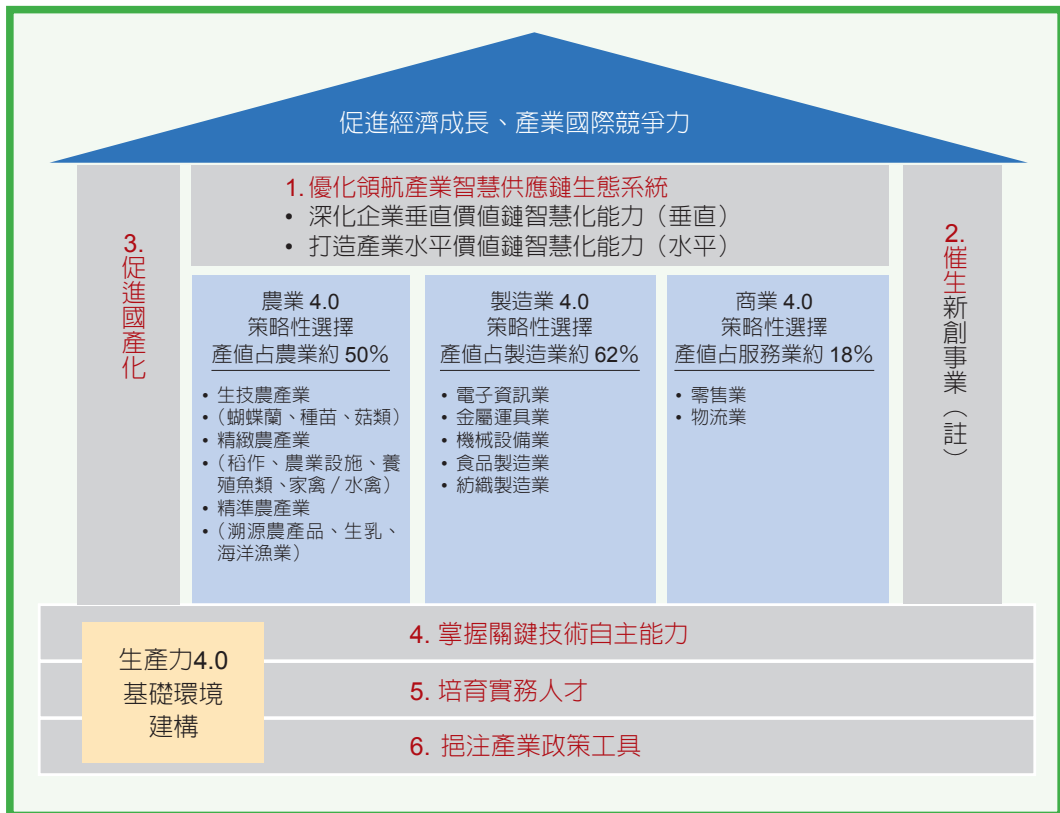 促進經濟成長、產業國際競爭力
1. 優化領航產業智慧供應鏈生態系統
• 深化企業垂直價值鏈智慧化能力（垂直）
• 打造產業水平價值鏈智慧化能力（水平）
3.
促進國產化
2.
催生新創事業（註）
農業 4.0
策略性選擇
產值占農業約 50%
• 生技農產業
•（蝴蝶蘭、種苗、菇類）
• 精緻農產業
•（稻作、農業設施、養
殖魚類、家禽／水禽）
• 精準農產業
•（溯源農產品、生乳、
海洋漁業）
製造業 4.0
策略性選擇
產值占製造業約 62%
• 電子資訊業
• 金屬運具業
• 機械設備業
• 食品製造業
• 紡織製造業
商業 4.0
策略性選擇
產值占服務業約 18%
• 零售業
• 物流業
生產力4.0
基礎環境
建構
4. 掌握關鍵技術自主能力
5. 培育實務人才
6. 挹注產業政策工具